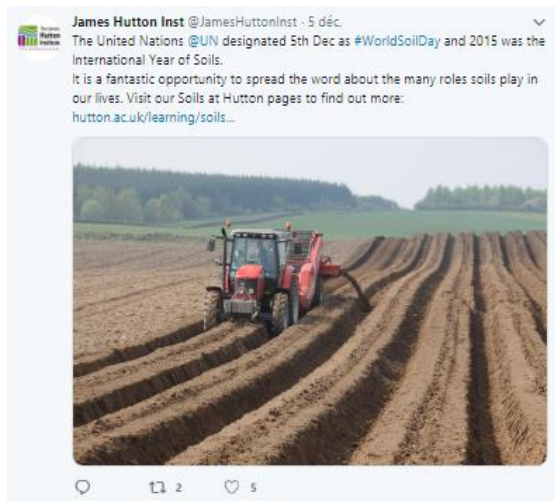 James Hutton Inst @JamesHuttonInst · 5 déc.
The United Nations @UN designated 5th Dec as #WorldSoilDay and 2015 was the
International Year of Soils.
It is a fantastic opportunity to spread the word about the many roles soils play in
our lives. Visit our Soils at Hutton pages to find out more:
hutton.ac.uk/learning/soils...
2 5